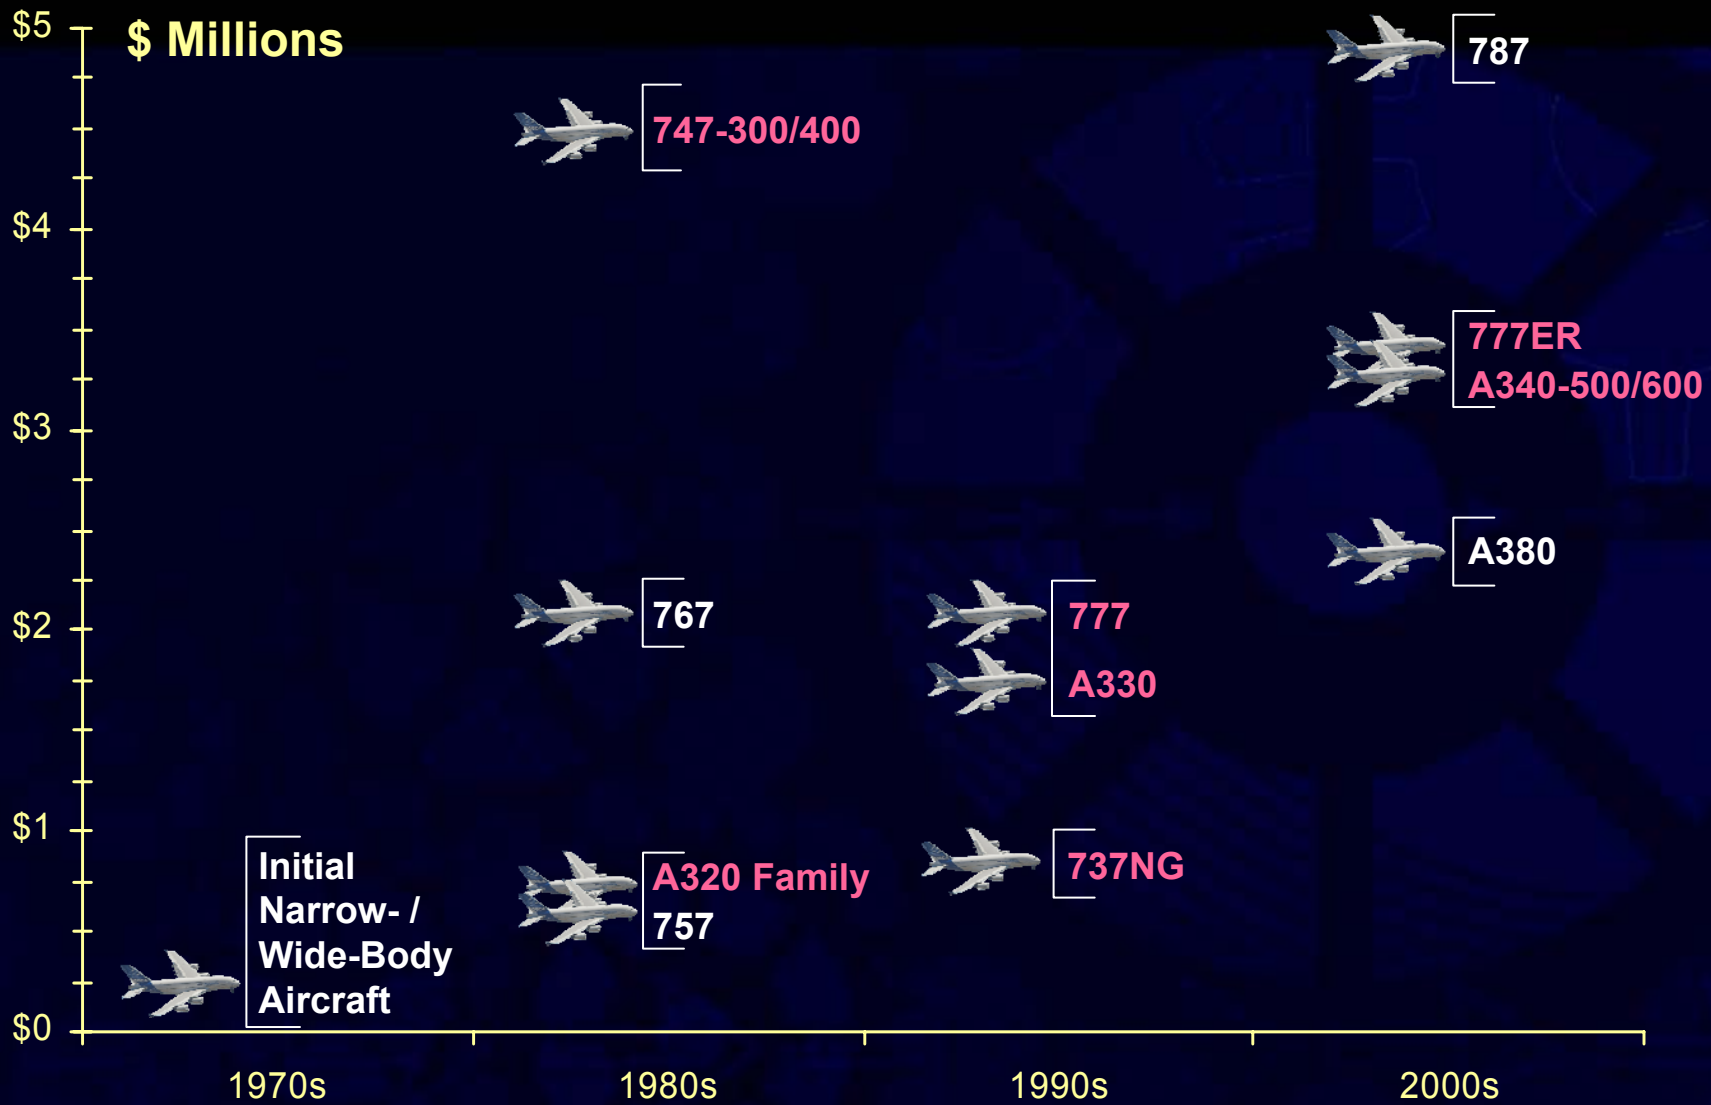 $ Millions
$5
$4
$3
$2
$1
$0
Initial
Narrow- /
Wide-Body
Aircraft
747-300/400
767
A320 Family
757
777
A330
737NG
787
777ER
A340-500/600
A380
1970s
1980s
1990s
2000s